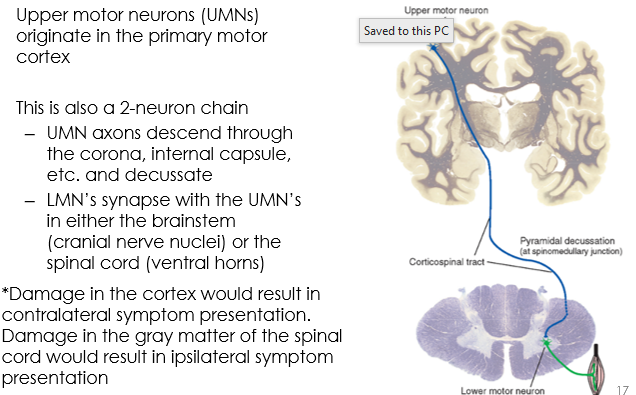 Upper motor neurons (UMNs)
originate in the primary motor
cortex
This is also a 2-neuron chain
– UMN axons descend through
the corona, internal capsule,
etc. and decussate
– LMN's synapse with the UMN's
in either the brainstem
(cranial nerve nuclei) or the
spinal cord (ventral horns)
*Damage in the cortex would result in
contralateral symptom presentation.
Damage in the gray matter of the spinal
cord would result in ipsilateral symptom
presentation
Upper motor neuron
Saved to this PC
Pyramidal decussation
(at spinomedullary junction)
Corticospinal tract
Lower motor neuron
17